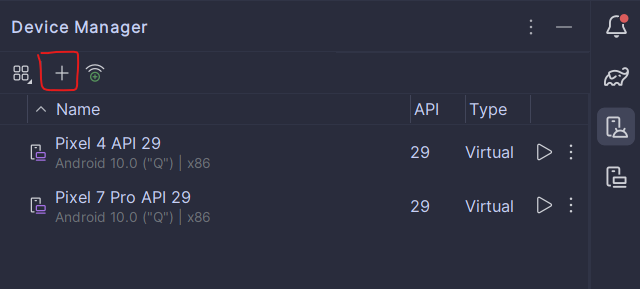 Device Manager
Name API Type
Pixel 4 API 29 29 Virtual
Android 10.0 ("Q") | x86
Pixel 7 Pro API 29 29 Virtual
Android 10.0 ("Q") | x86